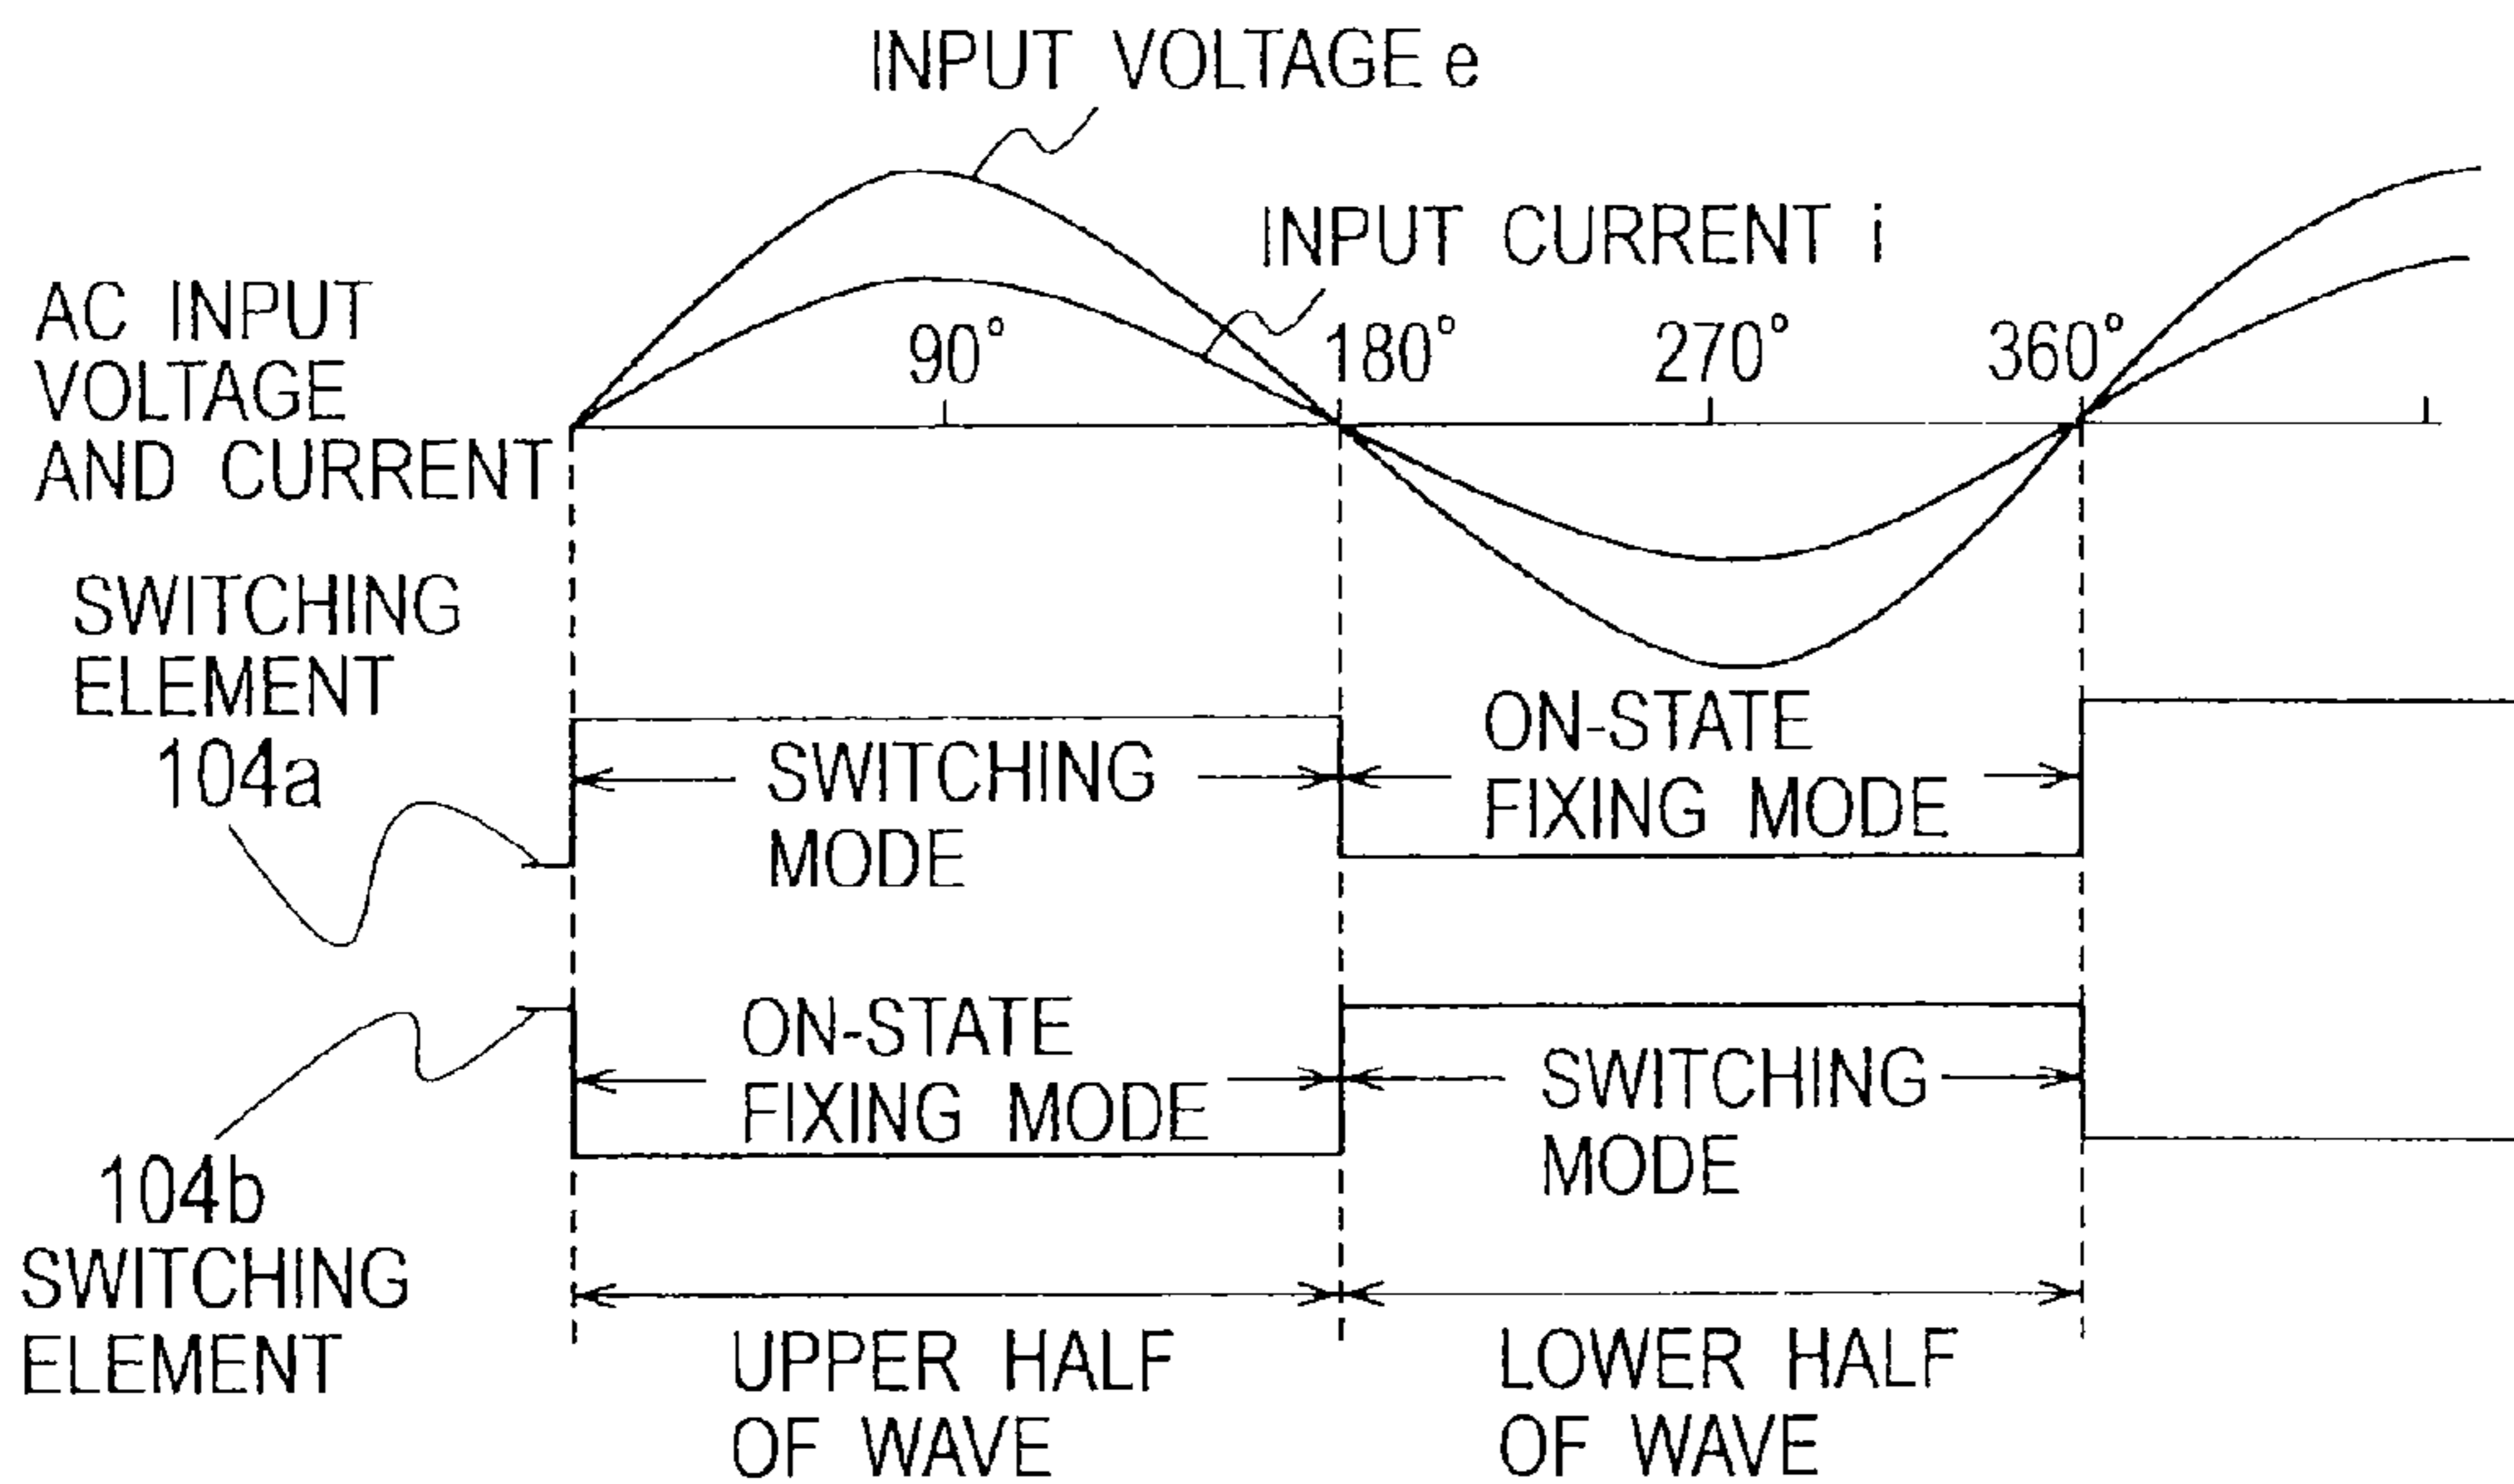 INPUT VOLTAGE e
INPUT CURRENT i
AC INPUT
VOLTAGE
AND CURRENT
90°
180°
270°
360°
SWITCHING
ELEMENT
104a
SWITCHING
MODE
ON-STATE
FIXING MODE
ON-STATE
FIXING MODE
SWITCHING
MODE
104b
SWITCHING
ELEMENT
UPPER HALF
OF WAVE
LOWER HALF
OF WAVE